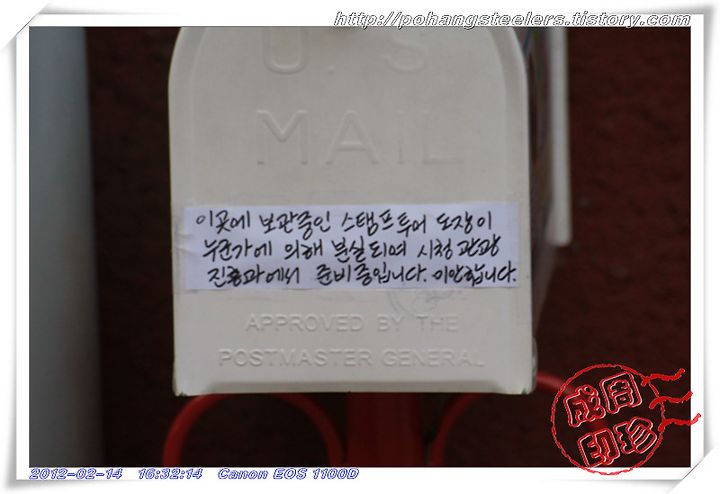 http://pohangsteelers.tistory.com/
U.S
MAIL
이곳에 보관중인 스탬프투어 도장이
누군가에 의해 분실되며 시청 관광
진흥과에서 준비중입니다. 미안합니다.
APPROVED BY THE
POSTMASTER GENERAL
成周
印珍
2012-02-14 16:32:14 Canon EOS 1100D